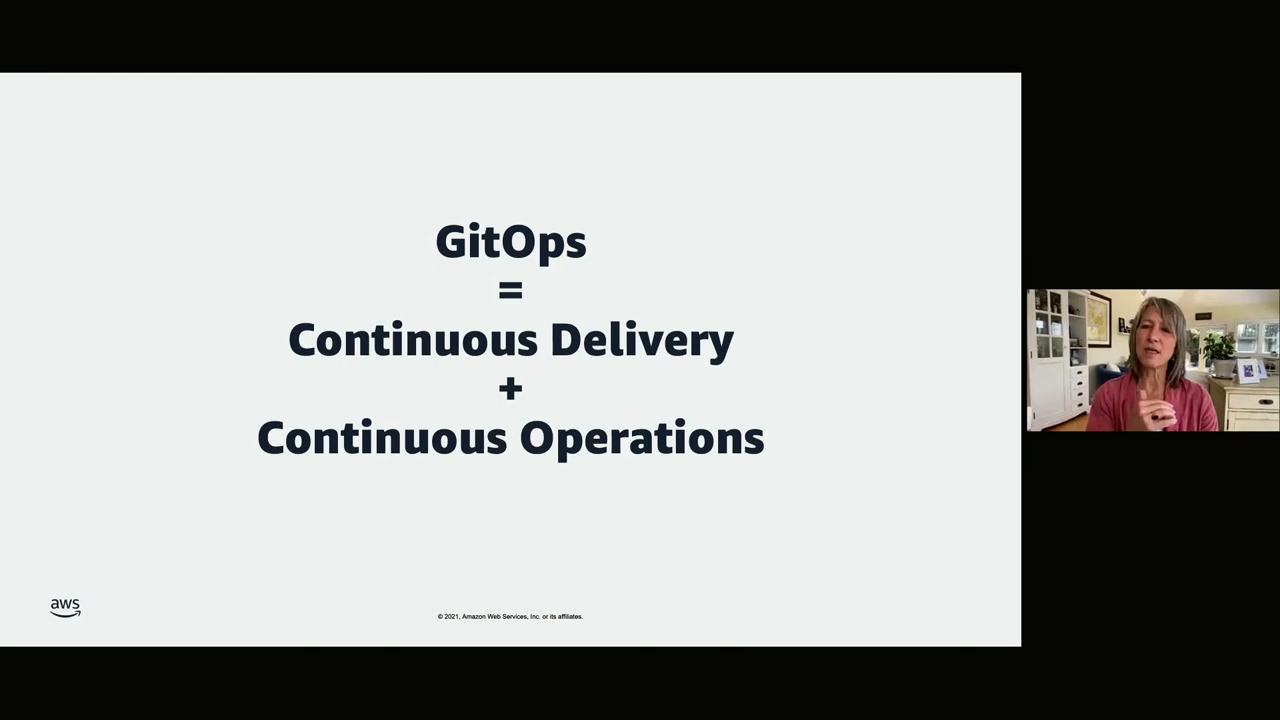 GitOps
=
Continuous Delivery
+
Continuous Operations
aws
© 2021, Amazon Web Services, Inc. or its affiliates.